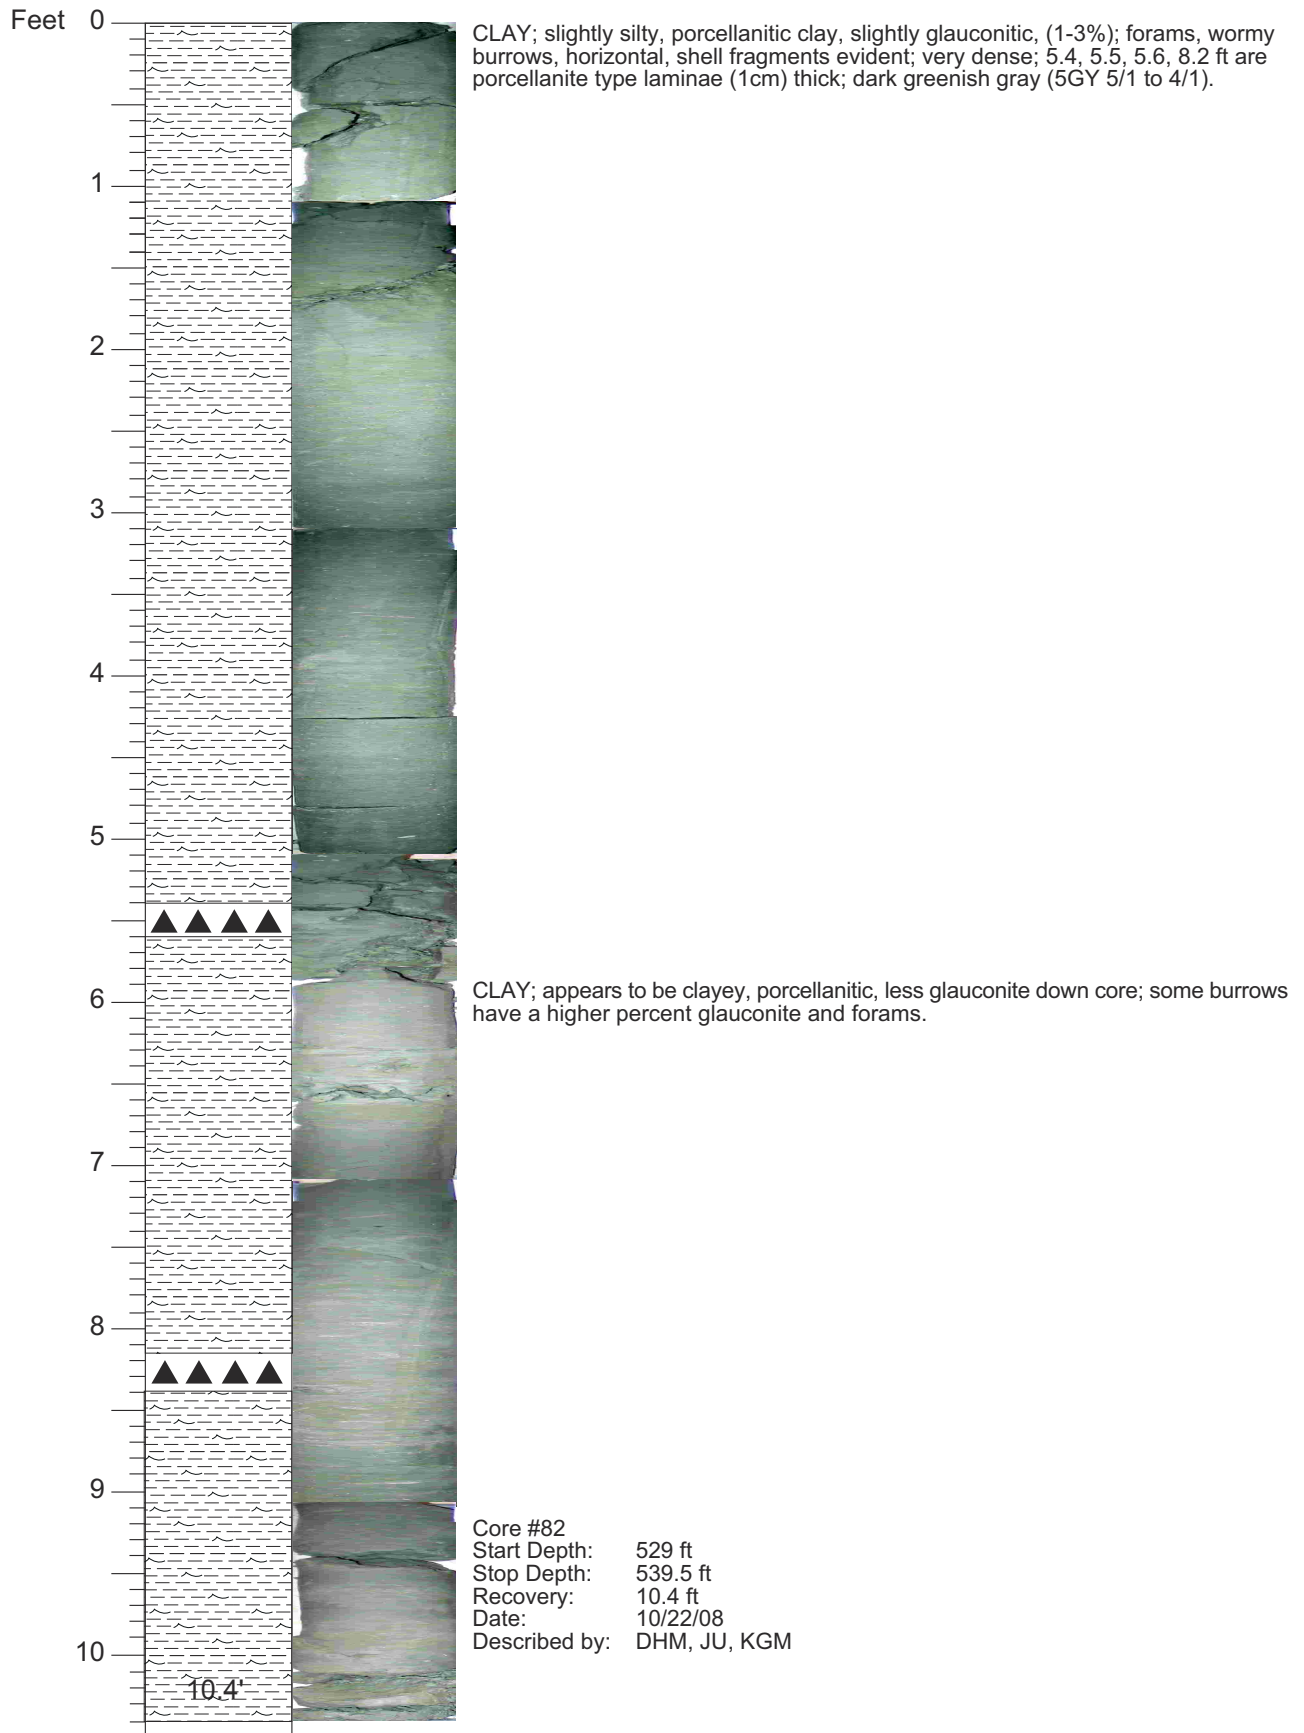 Feet 0
CLAY; slightly silty, porcellanitic clay, slightly glauconitic, (1-3%); forams, wormy
burrows, horizontal, shell fragments evident; very dense; 5.4, 5.5, 5.6, 8.2 ft are
porcellanite type laminae (1cm) thick; dark greenish gray (5GY 5/1 to 4/1).
1
2
3
4
5
6
CLAY; appears to be clayey, porcellanitic, less glauconite down core; some burrows
have a higher percent glauconite and forams.
7
8
9
Core #82
Start Depth: 529 ft
Stop Depth: 539.5 ft
Recovery: 10.4 ft
Date: 10/22/08
Described by: DHM, JU, KGM
10
10.4'